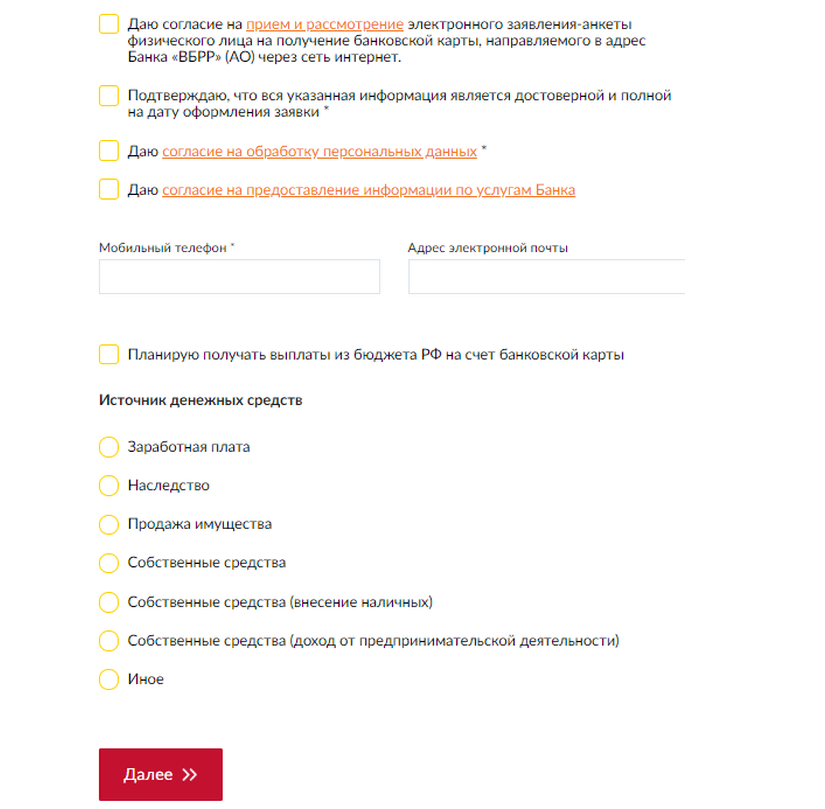 Даю согласие на прием и рассмотрение электронного заявления-анкеты
физического лица на получение банковской карты, направляемого в адрес
Банка «ВБРР» (АО) через сеть интернет.
Подтверждаю, что вся указанная информация является достоверной и полной
на дату оформления заявки *
Даю согласие на обработку персональных данных *
Даю согласие на предоставление информации по услугам Банка
Мобильный телефон * Адрес электронной почты
Планирую получать выплаты из бюджета РФ на счет банковской карты
Источник денежных средств
Заработная плата
Наследство
Продажа имущества
Собственные средства
Собственные средства (внесение наличных)
Собственные средства (доход от предпринимательской деятельности)
Иное
Далее